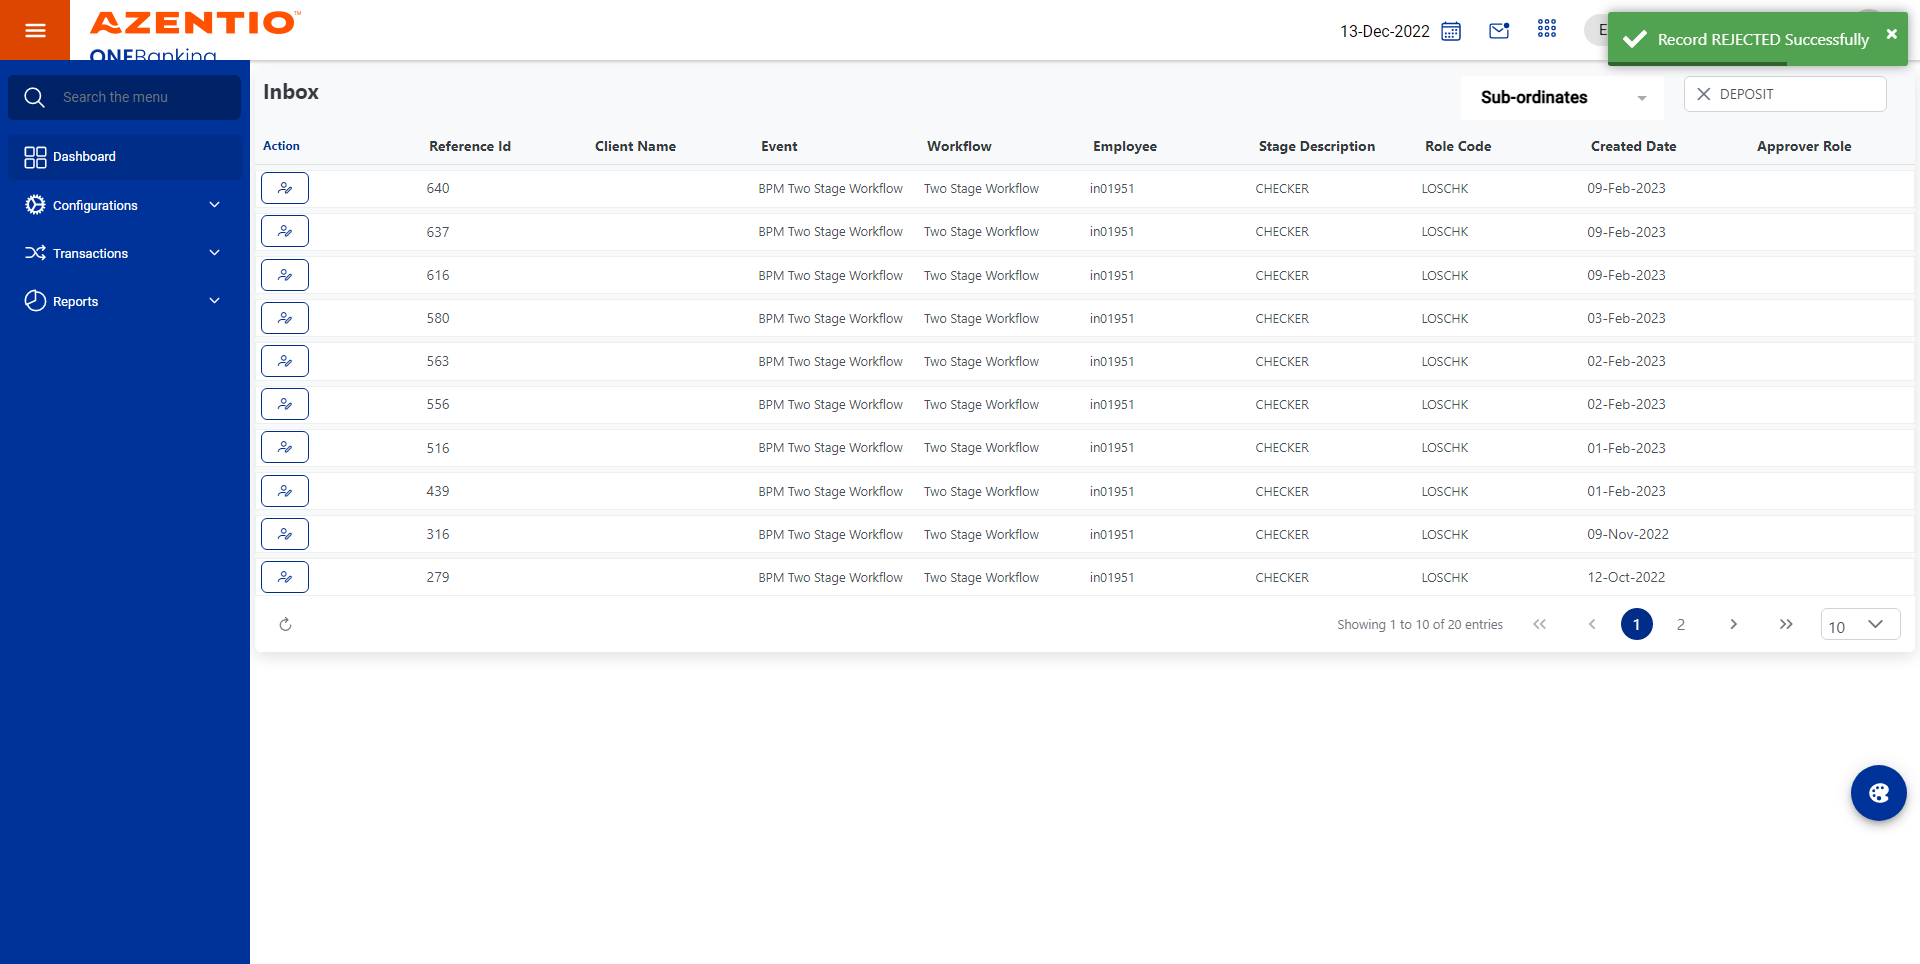 AZENTIO™
ONEBanking
13-Dec-2022
Record REJECTED Successfully
Search the menu
Dashboard
Configurations
Transactions
Reports
Inbox
Sub-ordinates
DEPOSIT
Action Reference Id Client Name Event Workflow Employee Stage Description Role Code Created Date Approver Role
640 BPM Two Stage Workflow Two Stage Workflow in01951 CHECKER LOSCHK 09-Feb-2023
637 BPM Two Stage Workflow Two Stage Workflow in01951 CHECKER LOSCHK 09-Feb-2023
616 BPM Two Stage Workflow Two Stage Workflow in01951 CHECKER LOSCHK 09-Feb-2023
580 BPM Two Stage Workflow Two Stage Workflow in01951 CHECKER LOSCHK 03-Feb-2023
563 BPM Two Stage Workflow Two Stage Workflow in01951 CHECKER LOSCHK 02-Feb-2023
556 BPM Two Stage Workflow Two Stage Workflow in01951 CHECKER LOSCHK 02-Feb-2023
516 BPM Two Stage Workflow Two Stage Workflow in01951 CHECKER LOSCHK 01-Feb-2023
439 BPM Two Stage Workflow Two Stage Workflow in01951 CHECKER LOSCHK 01-Feb-2023
316 BPM Two Stage Workflow Two Stage Workflow in01951 CHECKER LOSCHK 09-Nov-2022
279 BPM Two Stage Workflow Two Stage Workflow in01951 CHECKER LOSCHK 12-Oct-2022
Showing 1 to 10 of 20 entries 1 2 10